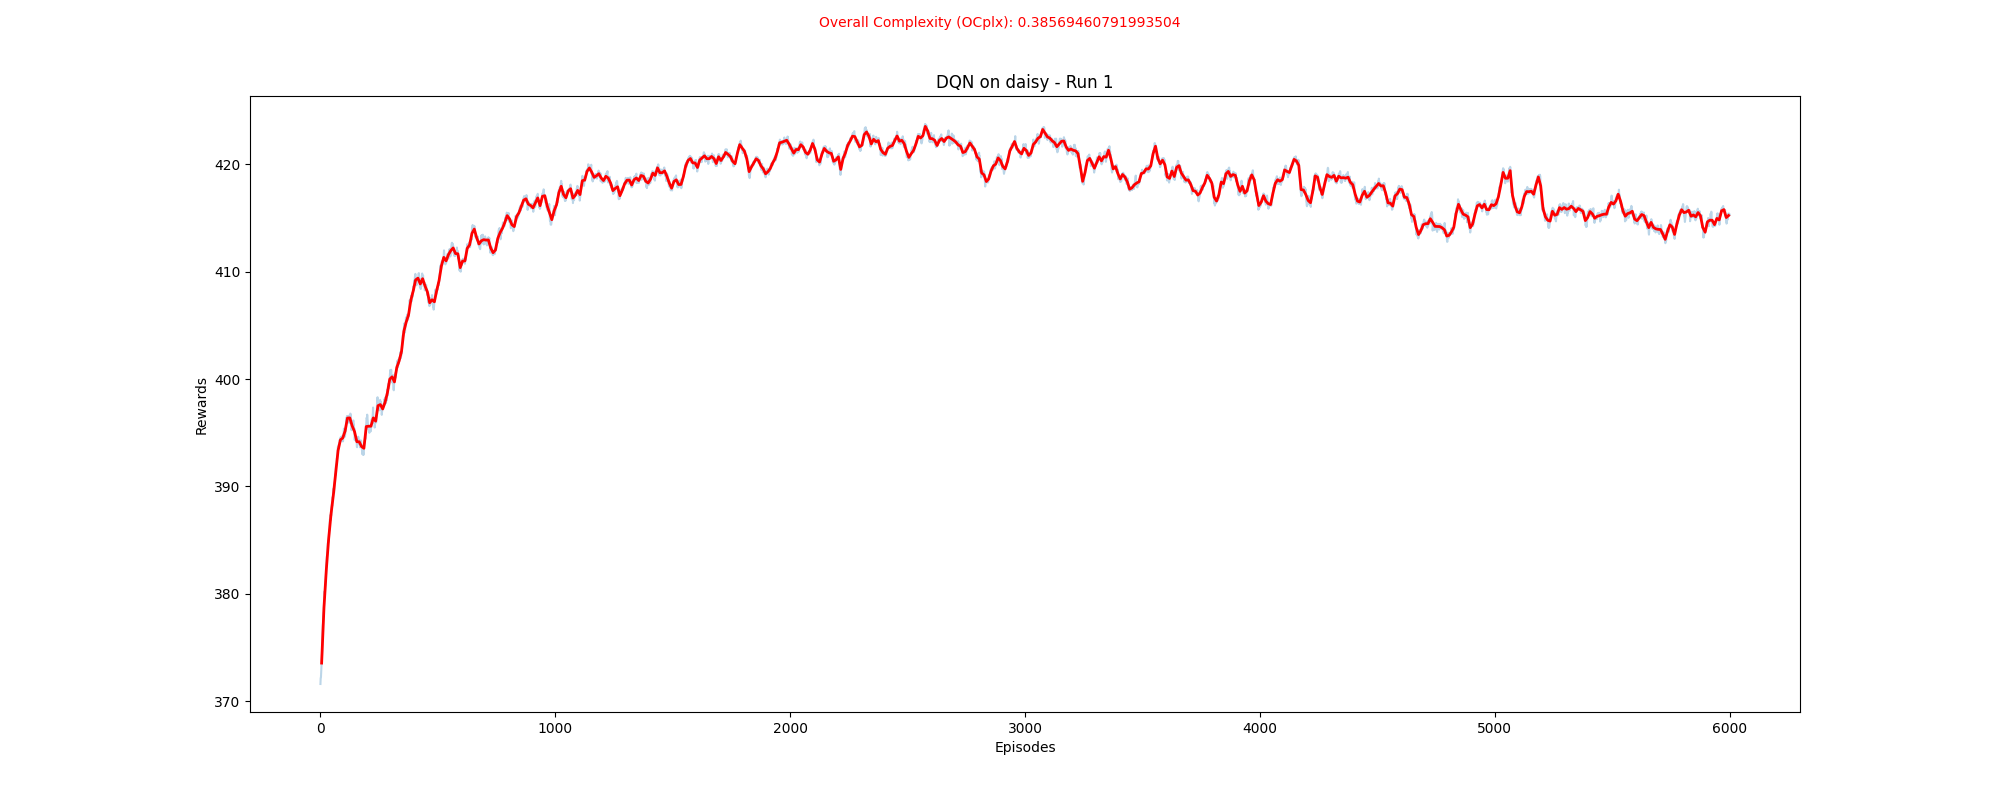 Overall Complexity (OCplx): 0.38569460791993504
DQN on daisy - Run 1
420
410
400
390
380
370
Rewards
0 1000 2000 3000 4000 5000 6000
Episodes